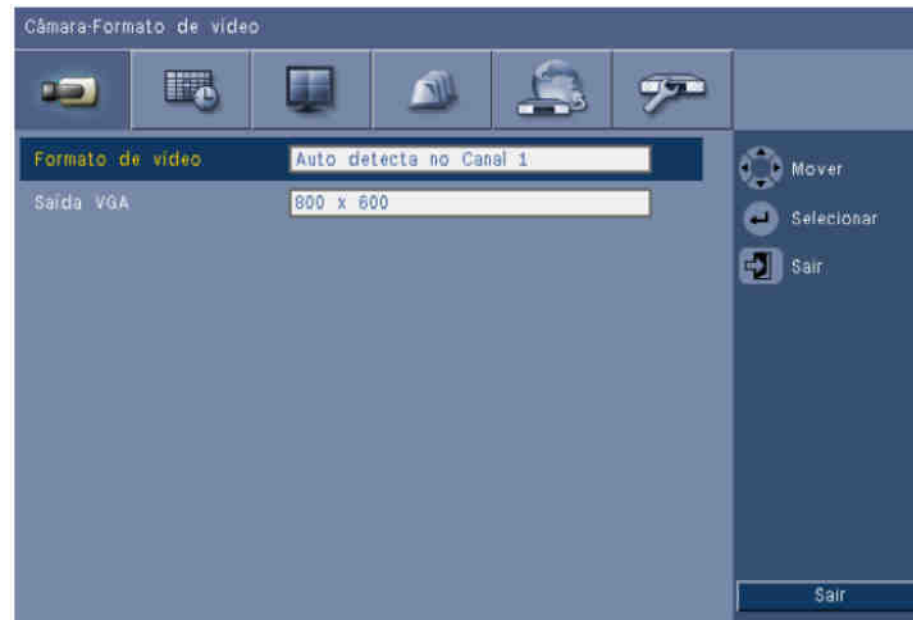 Câmara-Formato de vídeo
Formato de vídeo
Auto detecta no Canal 1
Saída VGA
800 x 600
Mover
Selecionar
Sair
Sair